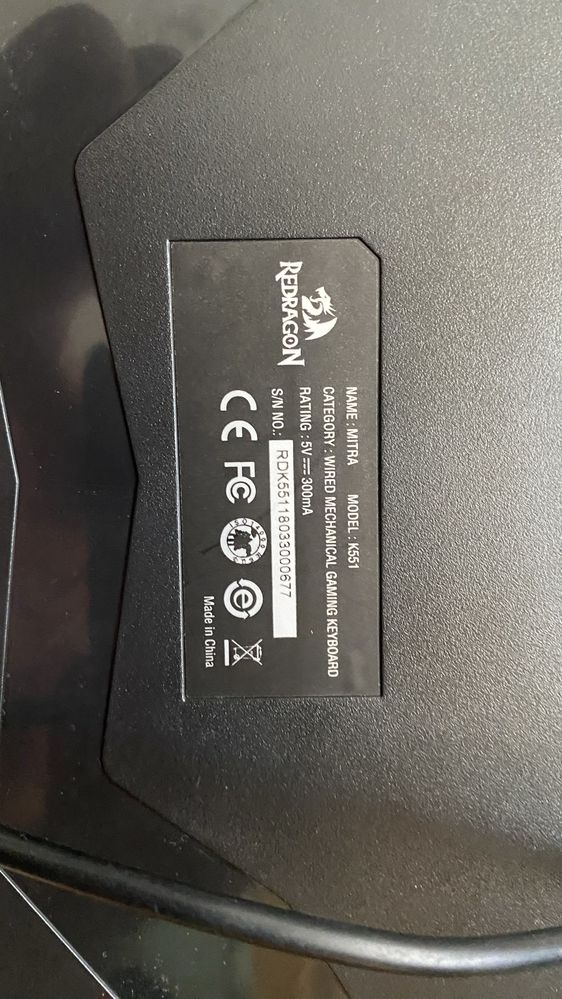 REDRAGON
NAME : MITRA MODEL : K551
CATEGORY : WIRED MECHANICAL GAMING KEYBOARD
RATING : 5V 300mA
S/N NO.: RDK55118033000677
CE FC e
Made in China